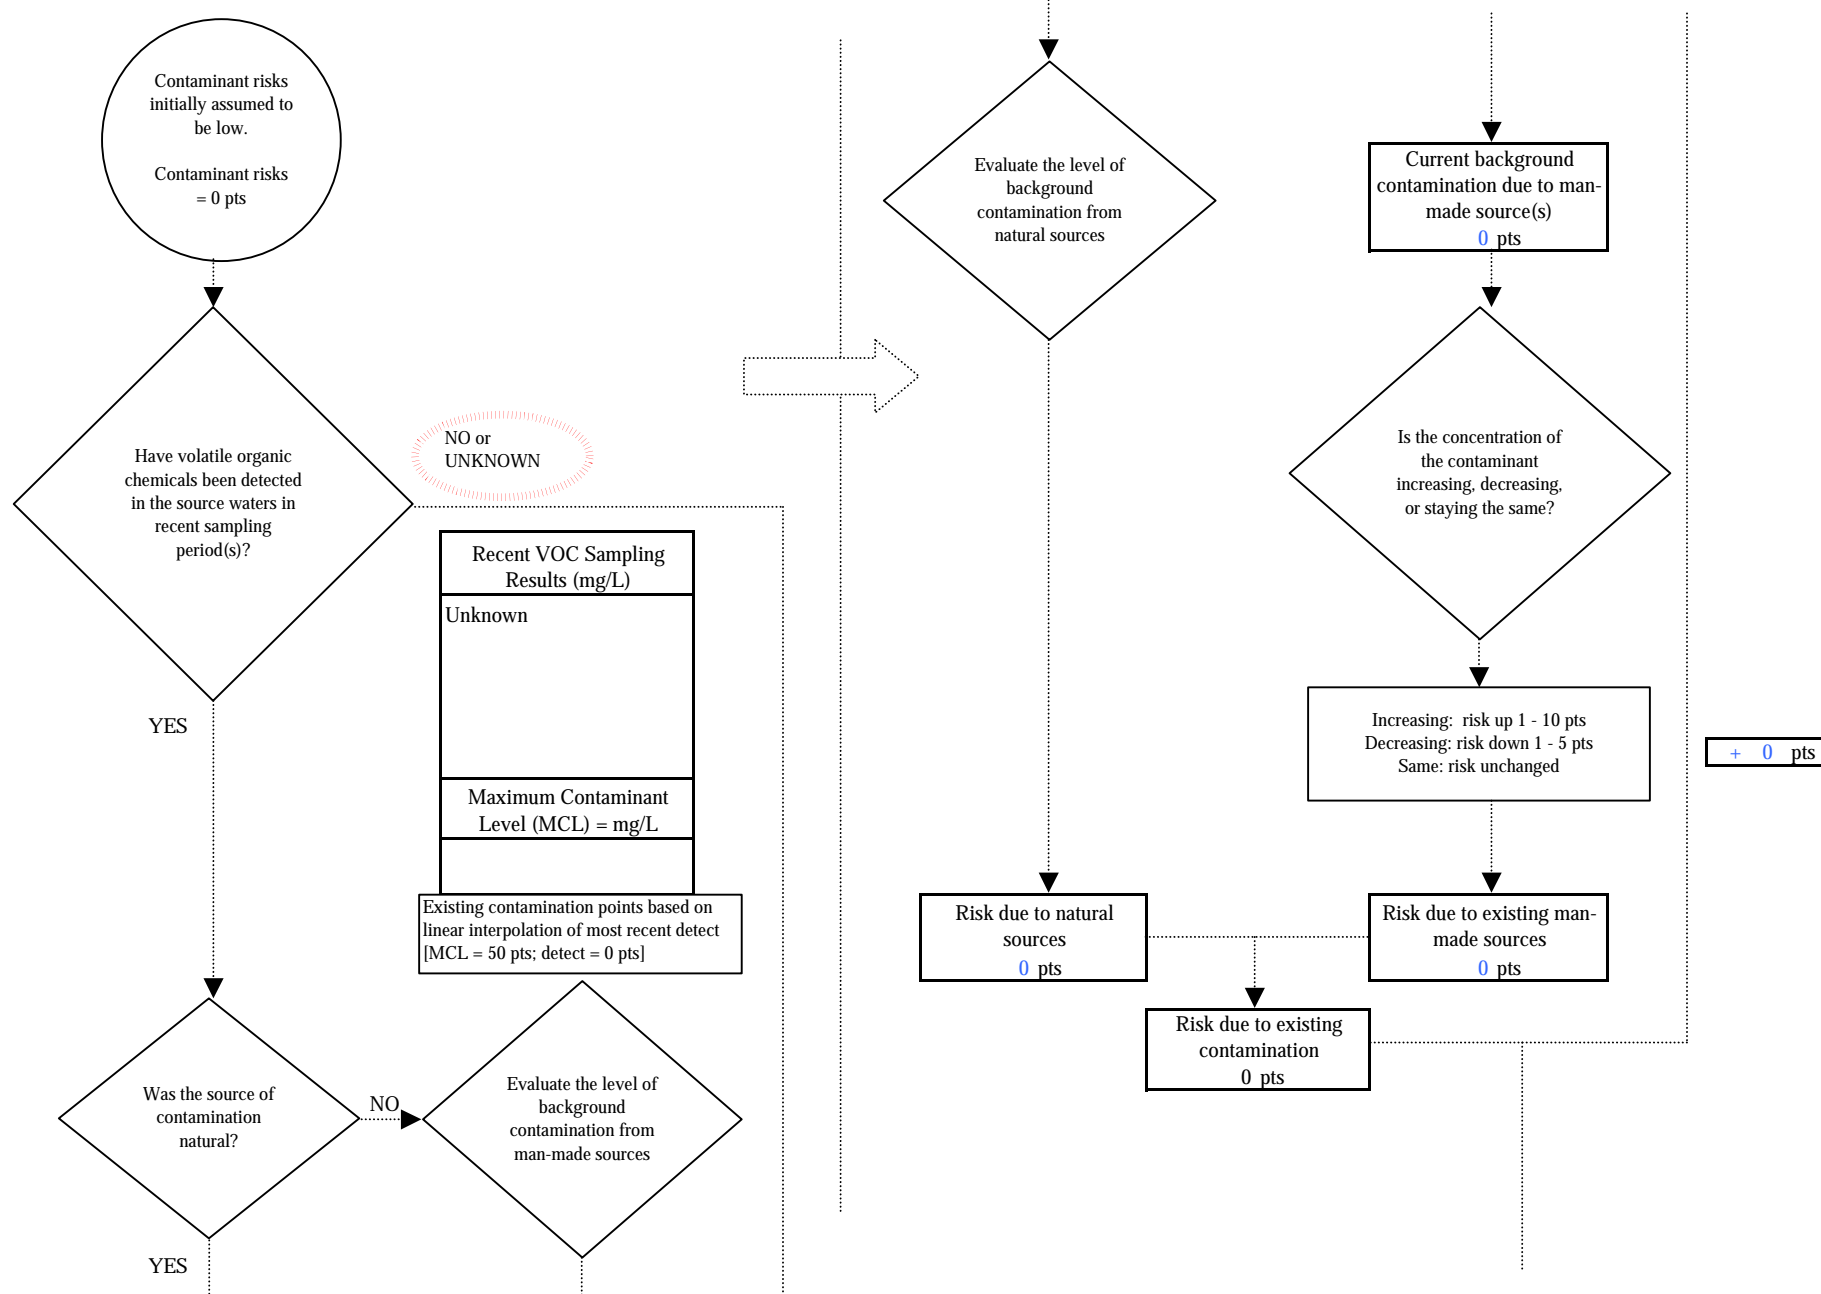 Contaminant risks
initially assumed to
be low.
Contaminant risks
= 0 pts
Have volatile organic
chemicals been detected
in the source waters in
recent sampling
period(s)?
NO or
UNKNOWN
YES
Recent VOC Sampling
Results (mg/L)
Unknown
Maximum Contaminant
Level (MCL) = mg/L
Existing contamination points based on
linear interpolation of most recent detect
[MCL = 50 pts; detect = 0 pts]
Was the source of
contamination
natural?
NO
YES
Evaluate the level of
background
contamination from
man-made sources
Evaluate the level of
background
contamination from
natural sources
Current background
contamination due to man-
made source(s)
0 pts
Is the concentration of
the contaminant
increasing, decreasing,
or staying the same?
Increasing: risk up 1 - 10 pts
Decreasing: risk down 1 - 5 pts
Same: risk unchanged
+ 0 pts
Risk due to natural
sources
0 pts
Risk due to existing man-
made sources
0 pts
Risk due to existing
contamination
0 pts